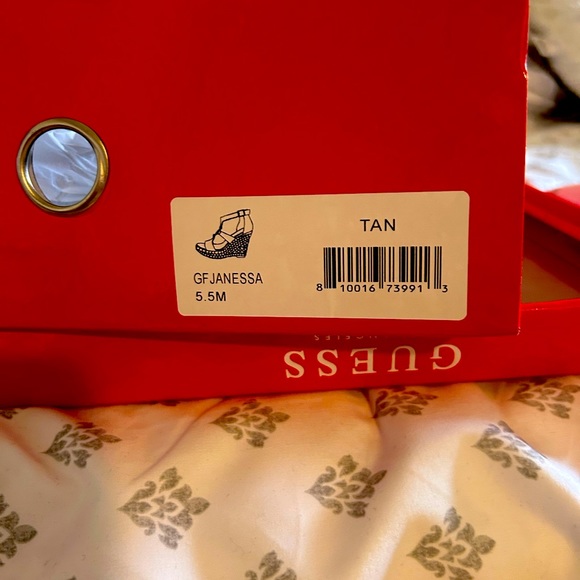 TAN
GFJANESSA
5.5M
8 10016 73991 3
GUESS